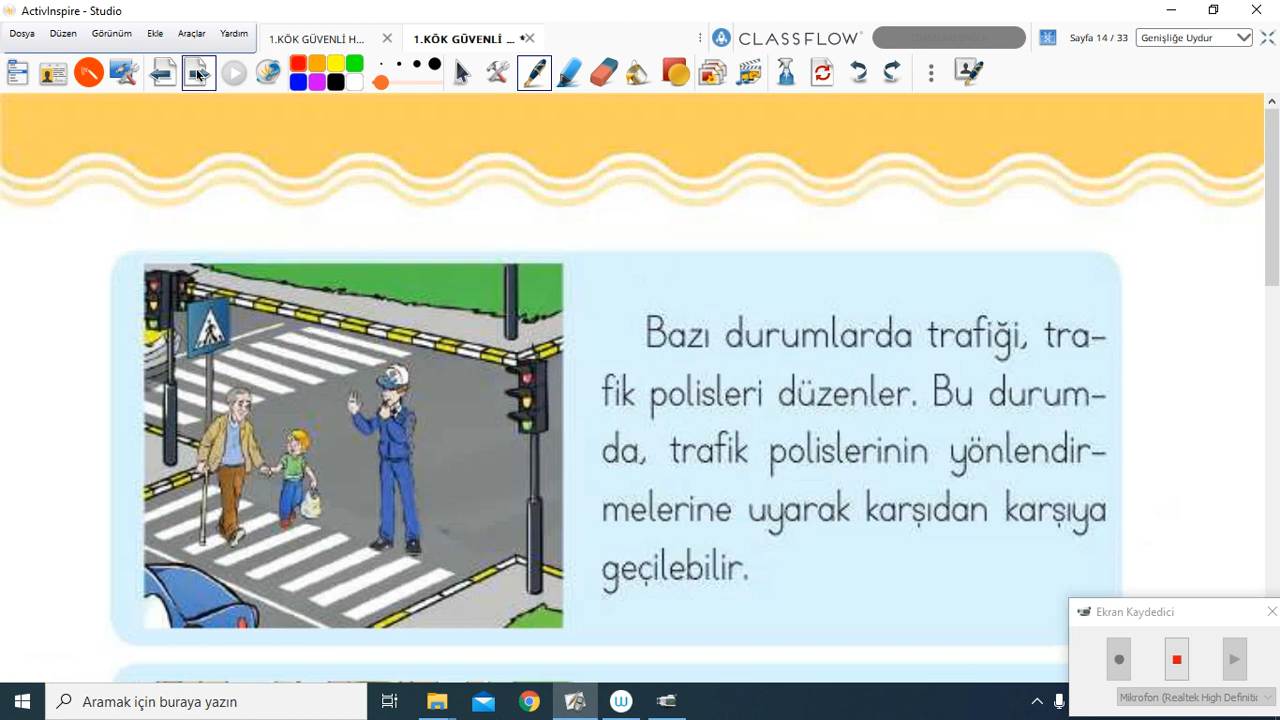 ActivInspire - Studio
Dosya Düzen Görünüm Ekle Araçlar Yardım
1.KÖK GÜVENLİ H...
1.KÖK GÜVENLİ ... *
CLASSFLOW
Sayfa 14 / 33
Genişliğe Uydur
Bazı durumlarda trafiği, tra-
fik polisleri düzenler. Bu durum-
da, trafik polislerinin yönlendir-
melerine uyarak karşıdan karşıya
geçilebilir.
Ekran Kaydedici
Mikrofon (Realtek High Definitic
Aramak için buraya yazın